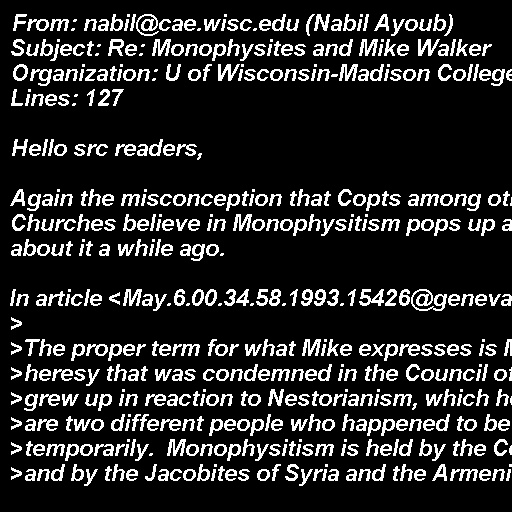 From: nabil@cae.wisc.edu (Nabil Ayoub)
Subject: Re: Monophysites and Mike Walker
Organization: U of Wisconsin-Madison College
Lines: 127

Hello src readers,

Again the misconception that Copts among
Churches believe in Monophysitism pops up
about it a while ago.

In article <May.6.00.34.58.1993.15426@geneva
>
>The proper term for what Mike expresses is
>heresy that was condemned in the Council of
>grew up in reaction to Nestorianism, which
>are two different people who happened to be
>temporarily.  Monophysitism is held by the
>and by the Jacobites of Syria and the